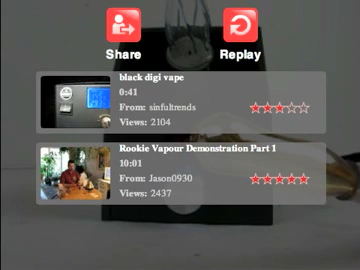 Share Replay
black digi vape
0:41
From: sinfultrends
Views: 2104
Rookie Vapour Demonstration Part 1
10:01
From: Jason0930
Views: 2437